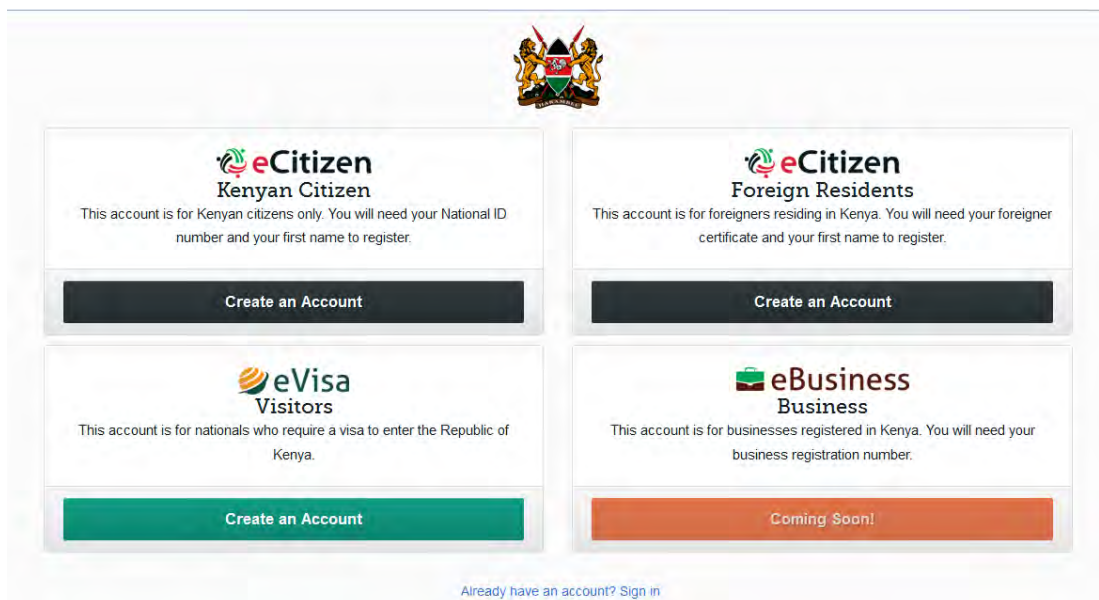 HARAMBEE
eCitizen
Kenyan Citizen
This account is for Kenyan citizens only. You will need your National ID
number and your first name to register.
Create an Account
eCitizen
Foreign Residents
This account is for foreigners residing in Kenya. You will need your foreigner
certificate and your first name to register.
Create an Account
eVisa
Visitors
This account is for nationals who require a visa to enter the Republic of
Kenya.
Create an Account
eBusiness
Business
This account is for businesses registered in Kenya. You will need your
business registration number.
Coming Soon!
Already have an account? Sign in